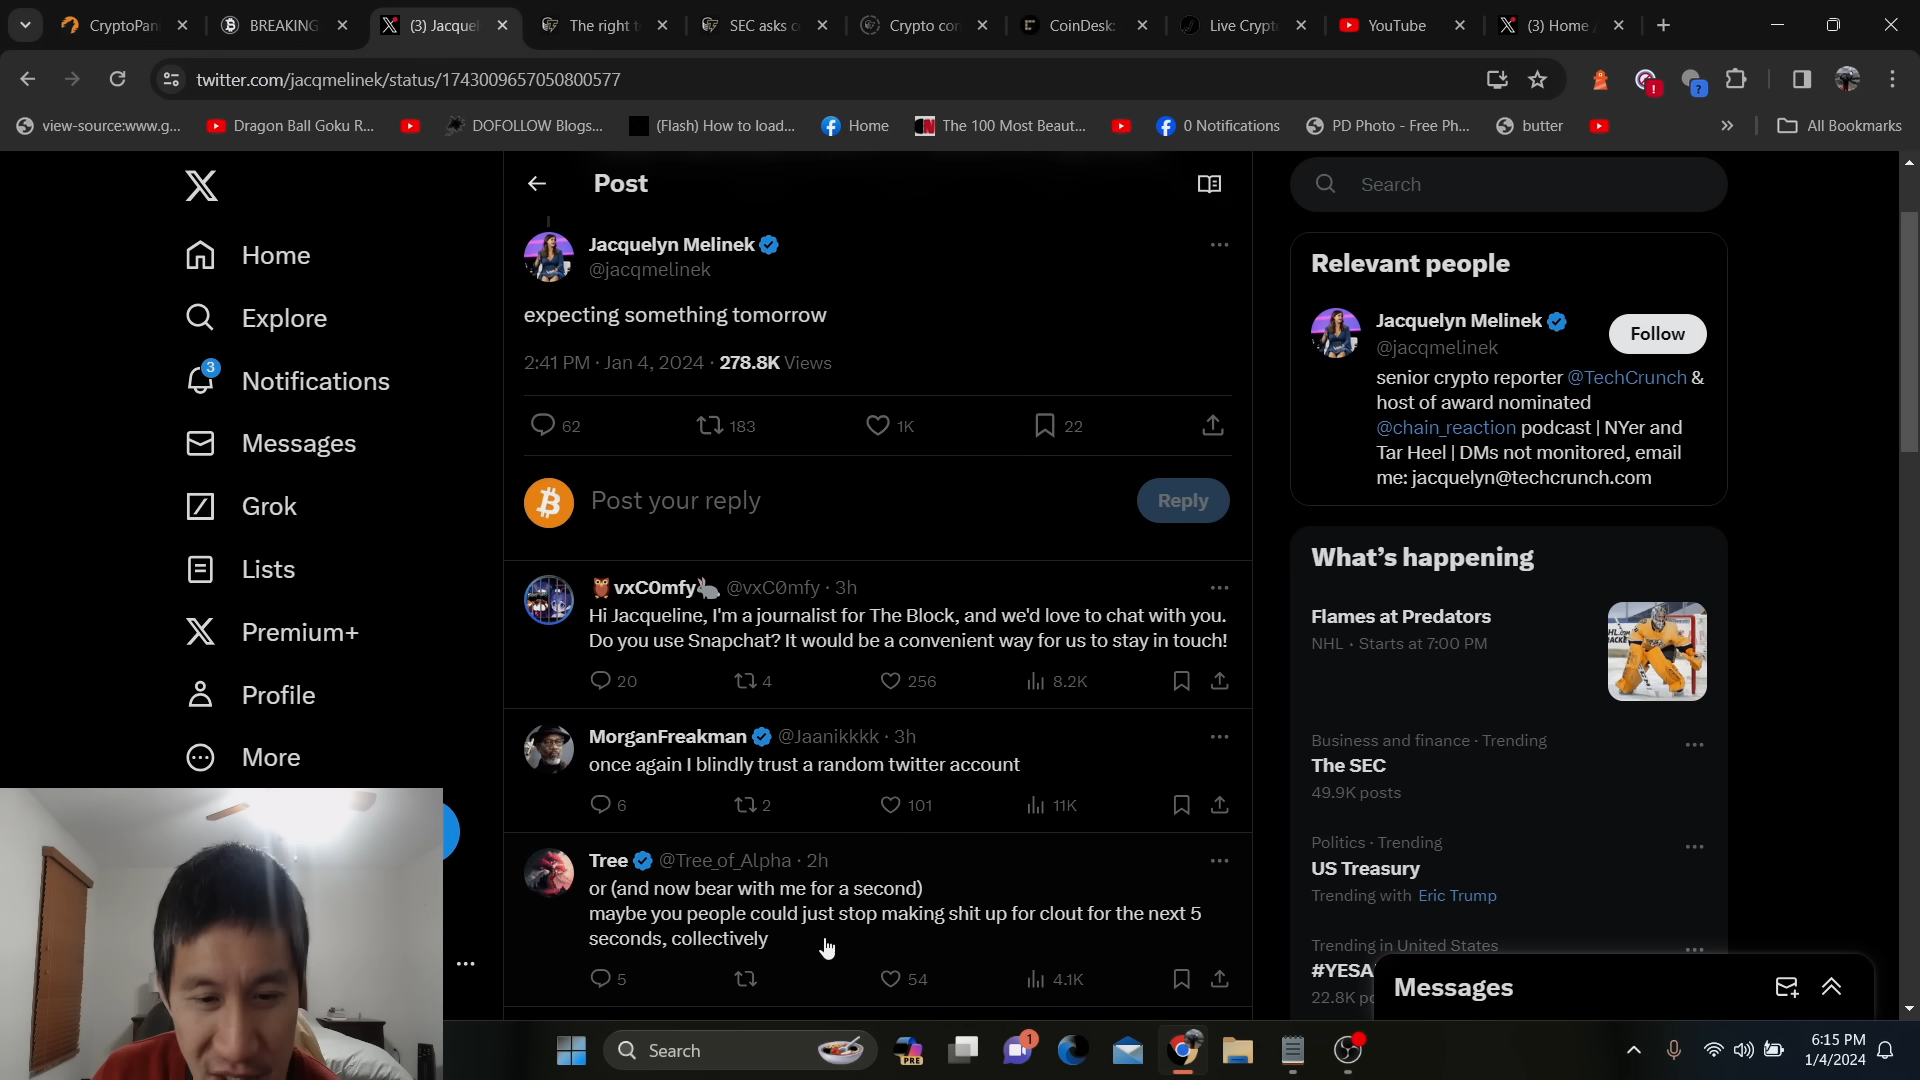 CryptoPan
BREAKING
(3) Jacquel
The right t
SEC asks c
Crypto con
CoinDesk:
Live Crypt
YouTube
(3) Home /
twitter.com/jacqmelinek/status/1743009657050800577
view-source:www.g...
Dragon Ball Goku R...
DOFOLLOW Blogs...
(Flash) How to load...
Home
The 100 Most Beaut...
0 Notifications
PD Photo - Free Ph...
butter
All Bookmarks
Home
Explore
3
Notifications
Messages
Grok
Lists
Premium+
Profile
More
Post
Jacquelyn Melinek
@jacqmelinek
expecting something tomorrow
2:41 PM · Jan 4, 2024 · 278.8K Views
62 183 1K 22
Post your reply
Reply
vxC0mfy @vxC0mfy · 3h
Hi Jacqueline, I'm a journalist for The Block, and we'd love to chat with you.
Do you use Snapchat? It would be a convenient way for us to stay in touch!
20 4 256 8.2K
MorganFreakman @Jaanikkkk · 3h
once again I blindly trust a random twitter account
6 2 101 11K
Tree @Tree_of_Alpha · 2h
or (and now bear with me for a second)
maybe you people could just stop making shit up for clout for the next 5
seconds, collectively
5 54 4.1K
Search
Relevant people
Jacquelyn Melinek
@jacqmelinek
Follow
senior crypto reporter @TechCrunch &
host of award nominated
@chain_reaction podcast | NYer and
Tar Heel | DMs not monitored, email
me: jacquelyn@techcrunch.com
What's happening
Flames at Predators
NHL · Starts at 7:00 PM
Business and finance · Trending
The SEC
49.9K posts
Politics · Trending
US Treasury
Trending with Eric Trump
Trending in United States
#YESA
22.8K po
Messages
Search
PRE
1
6:15 PM
1/4/2024